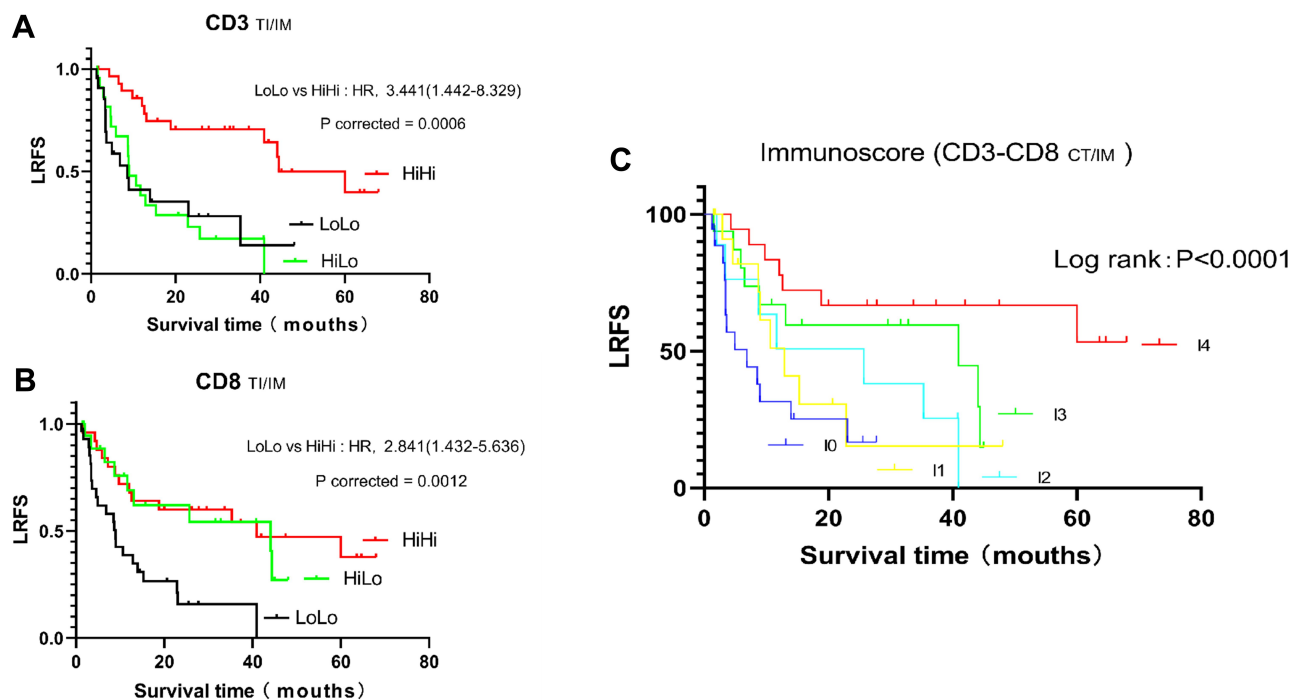 A
CD3 TI/IM
LoLo vs HiHi : HR, 3.441(1.442-8.329)
P corrected = 0.0006
LRFS
1.0
0.5
0.0
HiHi
LoLo
HiLo
0 20 40 60 80
Survival time ( mouths )
B
CD8 TI/IM
LoLo vs HiHi : HR, 2.841(1.432-5.636)
P corrected = 0.0012
LRFS
1.0
0.5
0.0
HiHi
HiLo
LoLo
0 20 40 60 80
Survival time ( mouths )
C
Immunoscore (CD3-CD8 CT/IM )
Log rank : P<0.0001
LRFS
100
50
0
I4
I3
I0
I1
I2
0 20 40 60 80
Survival time ( mouths )